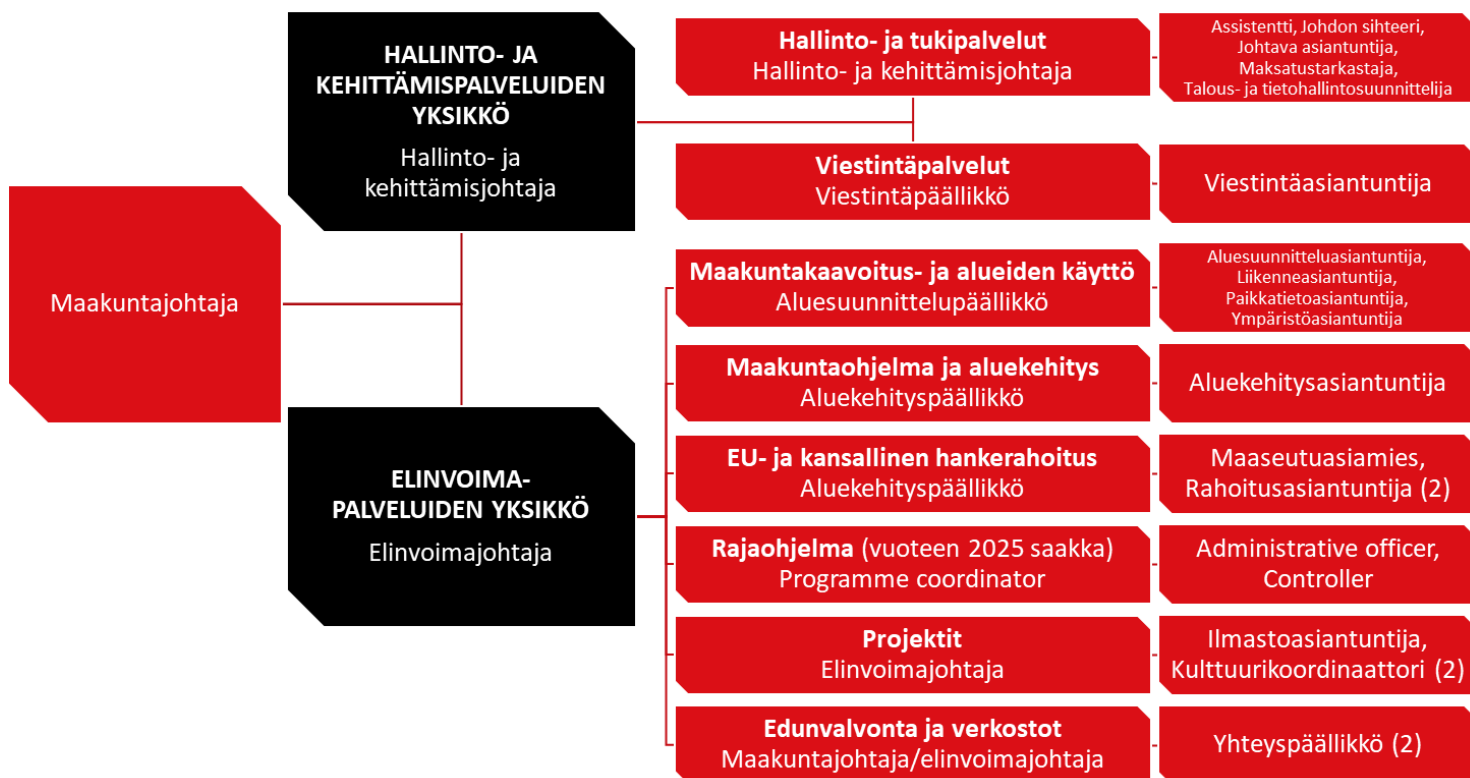 Maakuntajohtaja
HALLINTO- JA
KEHITTÄMISPALVELUIDEN
YKSIKKÖ
Hallinto- ja
kehittämisjohtaja
Hallinto- ja tukipalvelut
Hallinto- ja kehittämisjohtaja
Assistentti, Johdon sihteeri,
Johtava asiantuntija,
Maksatustarkastaja,
Talous- ja tietohallintosuunnittelija
Viestintäpalvelut
Viestintäpäällikkö
Viestintäasiantuntija
ELINVOIMA-
PALVELUIDEN YKSIKKÖ
Elinvoimajohtaja
Maakuntakaavoitus- ja alueiden käyttö
Aluesuunnittelupäällikkö
Aluesuunnitteluasiantuntija,
Liikenneasiantuntija,
Paikkatietoasiantuntija,
Ympäristöasiantuntija
Maakuntaohjelma ja aluekehitys
Aluekehityspäällikkö
Aluekehitysasiantuntija
EU- ja kansallinen hankerahoitus
Aluekehityspäällikkö
Maaseutuasiamies,
Rahoitusasiantuntija (2)
Rajaohjelma (vuoteen 2025 saakka)
Programme coordinator
Administrative officer,
Controller
Projektit
Elinvoimajohtaja
Ilmastoasiantuntija,
Kulttuurikoordinaattori (2)
Edunvalvonta ja verkostot
Maakuntajohtaja/elinvoimajohtaja
Yhteyspäällikkö (2)